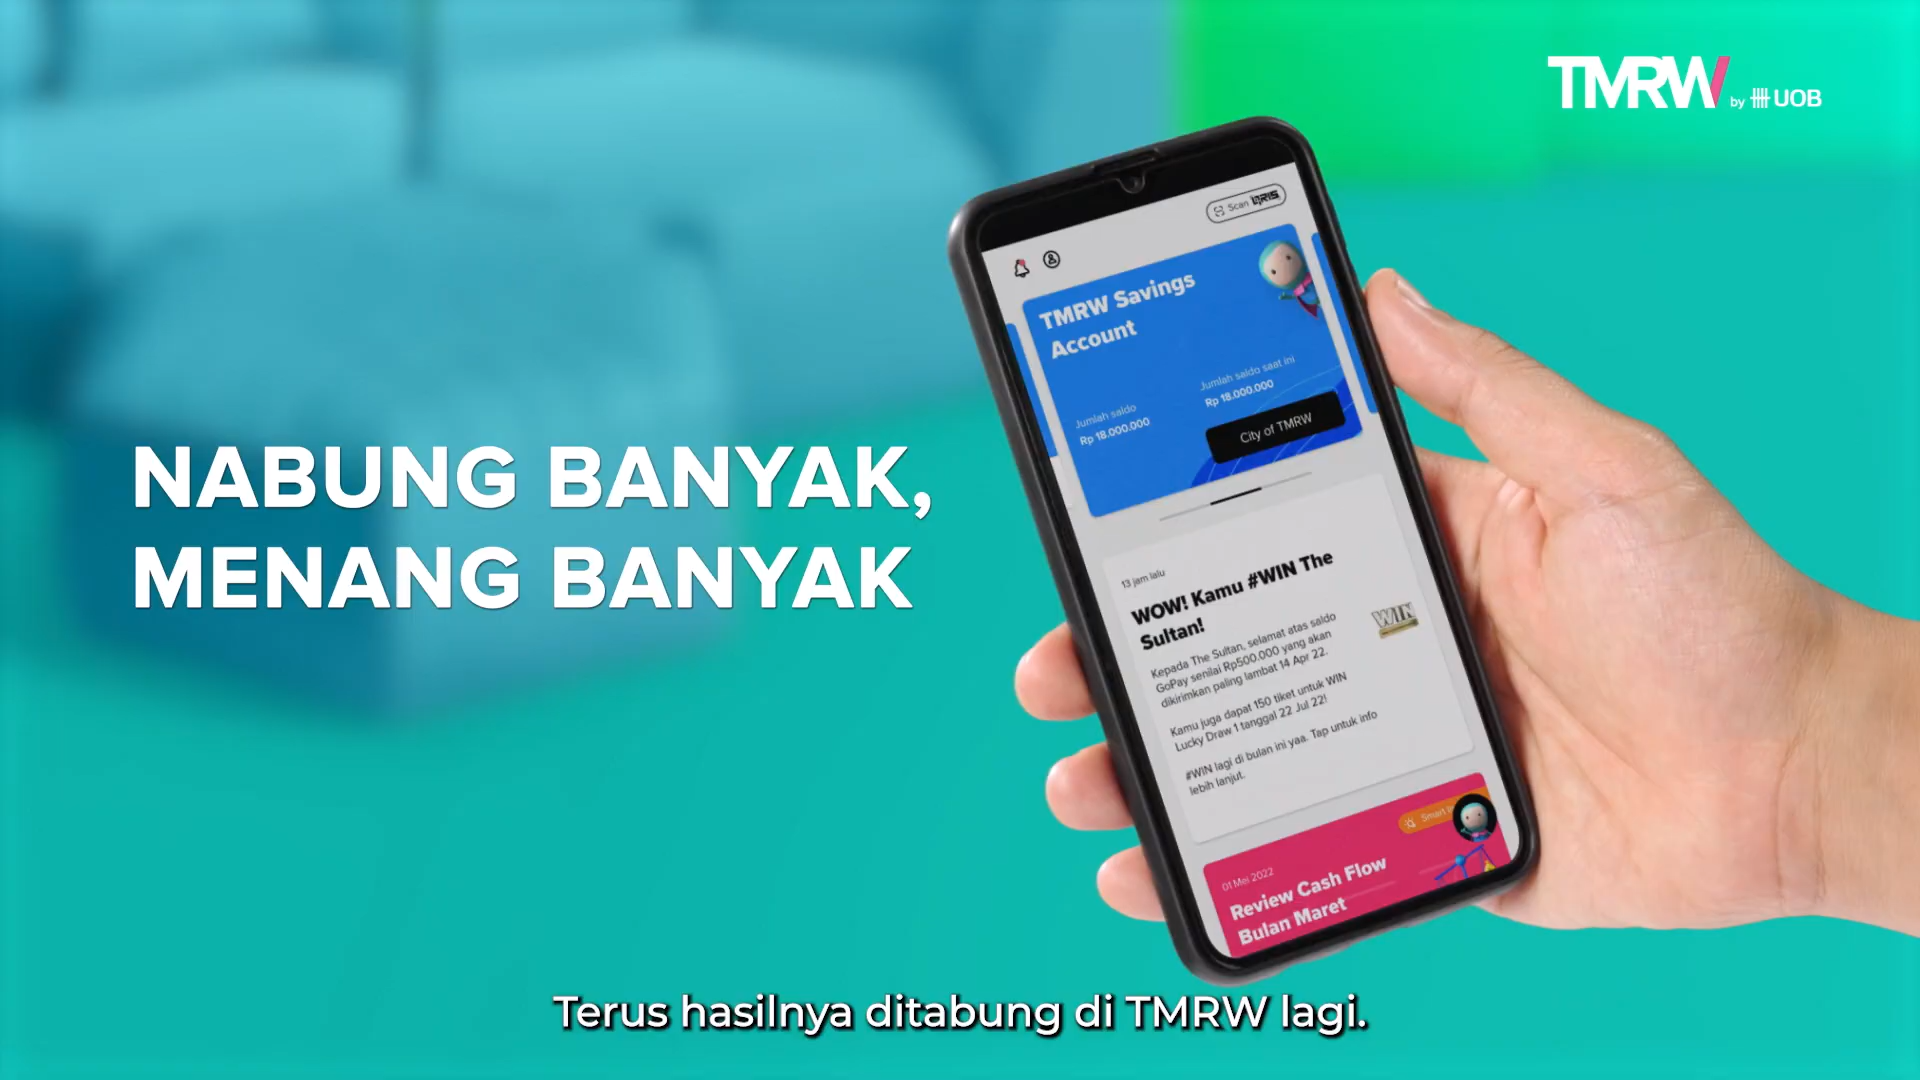 TMRW by UOB
Scan QRIS
TMRW Savings
Account
Jumlah saldo saat ini
Rp 18.000.000
Jumlah saldo
Rp 18.000.000
City of TMRW
NABUNG BANYAK,
MENANG BANYAK
13 jam lalu
WOW! Kamu #WIN The
Sultan!
WIN
Kepada The Sultan, selamat atas saldo
GoPay senilai Rp500.000 yang akan
dikirimkan paling lambat 14 Apr 22.
Kamu juga dapat 150 tiket untuk WIN
Lucky Draw 1 tanggal 22 Jul 22!
#WIN lagi di bulan ini yaa. Tap untuk info
lebih lanjut.
Smart
01 Mei 2022
Review Cash Flow
Bulan Maret
Terus hasilnya ditabung di TMRW lagi.